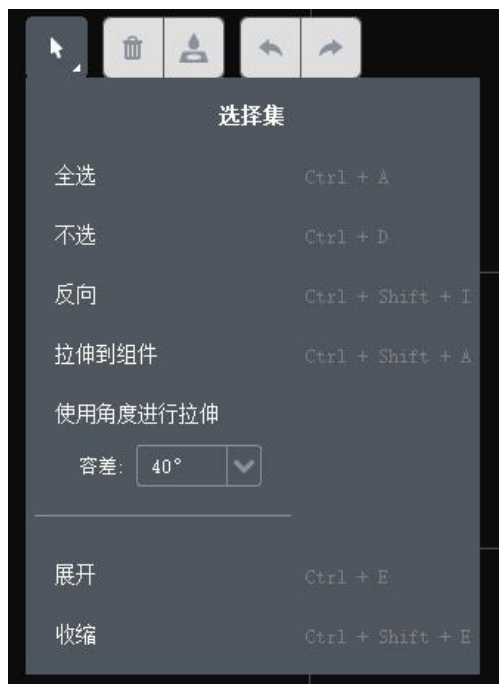 选择集
全选 Ctrl + A
不选 Ctrl + D
反向 Ctrl + Shift + I
拉伸到组件 Ctrl + Shift + A
使用角度进行拉伸
容差: 40°
展开 Ctrl + E
收缩 Ctrl + Shift + E